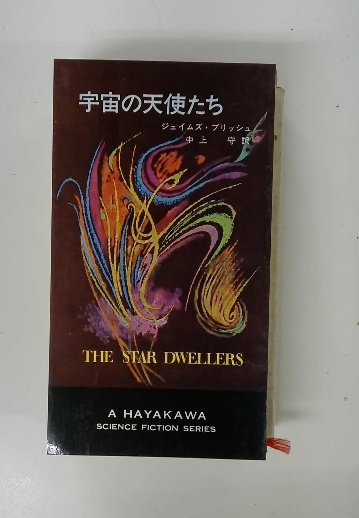 宇宙の天使たち
ジェイムズ・ブリッシュ
中上 守訳
THE STAR DWELLERS
A HAYAKAWA
SCIENCE FICTION SERIES